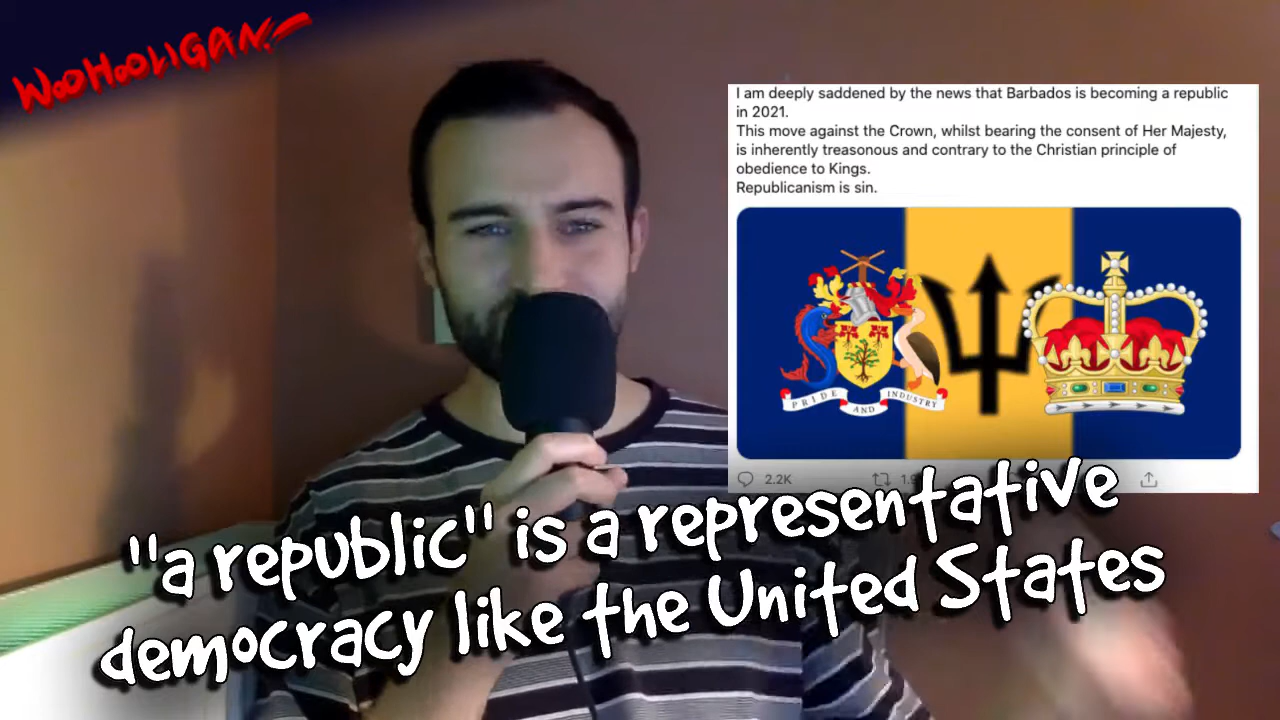 WOOHOOLIGAN!
I am deeply saddened by the news that Barbados is becoming a republic
in 2021.
This move against the Crown, whilst bearing the consent of Her Majesty,
is inherently treasonous and contrary to the Christian principle of
obedience to Kings.
Republicanism is sin.
PRIDE AND INDUSTRY
2.2K
"a republic" is a representative
democracy like the United States